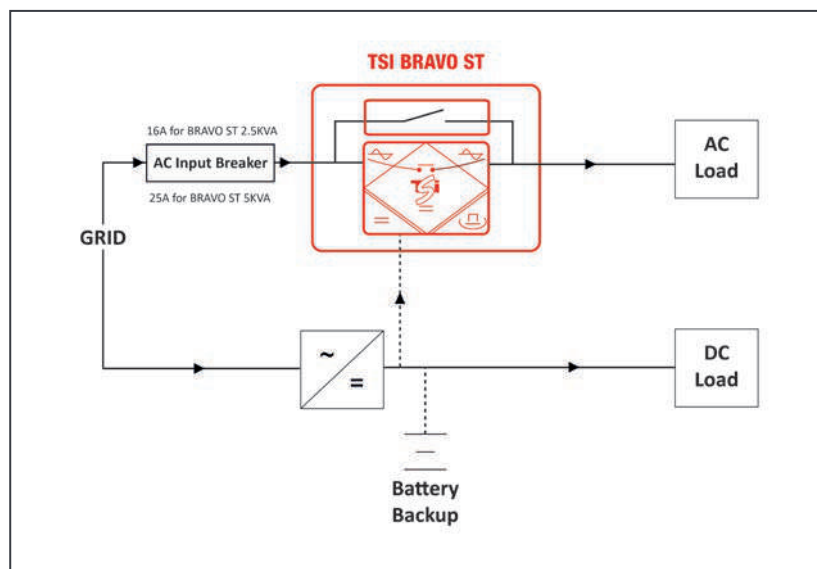 TSI BRAVO ST
16A for BRAVO ST 2.5KVA
AC Input Breaker
25A for BRAVO ST 5KVA
GRID
AC
Load
TSi
~
=
DC
Load
Battery
Backup